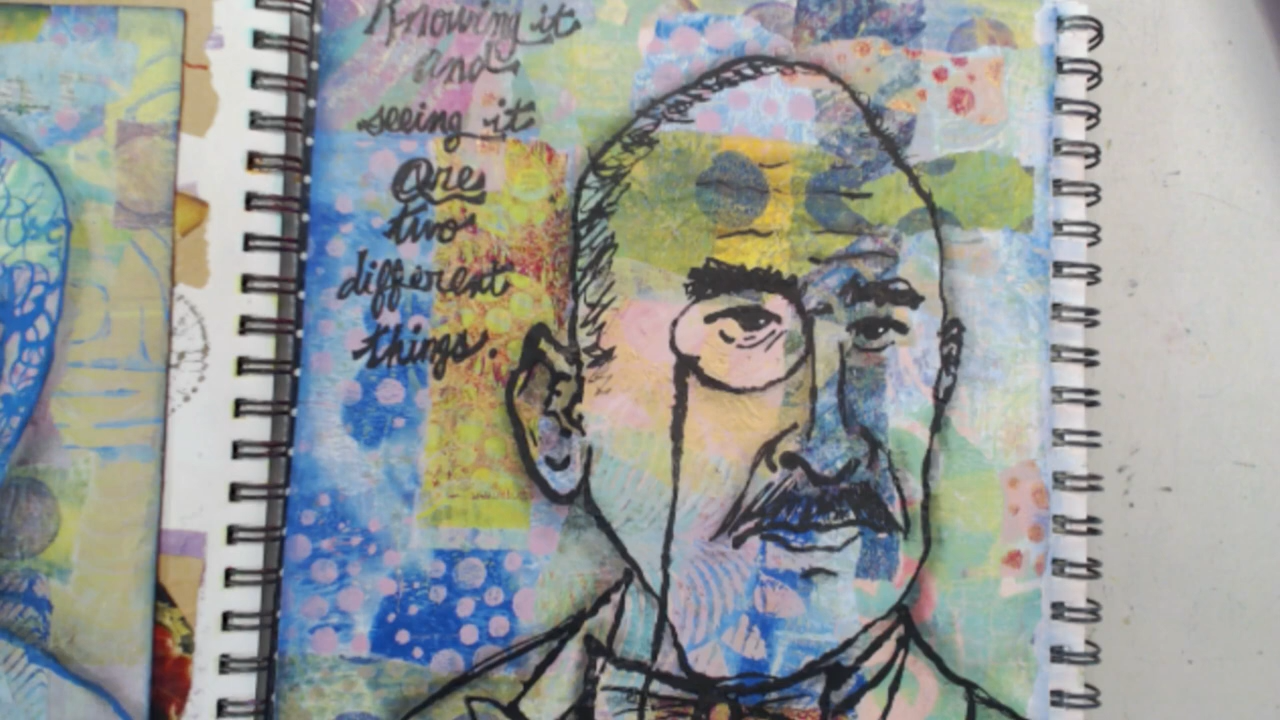 Knowing it
and
seeing it
Are
two
different
things.